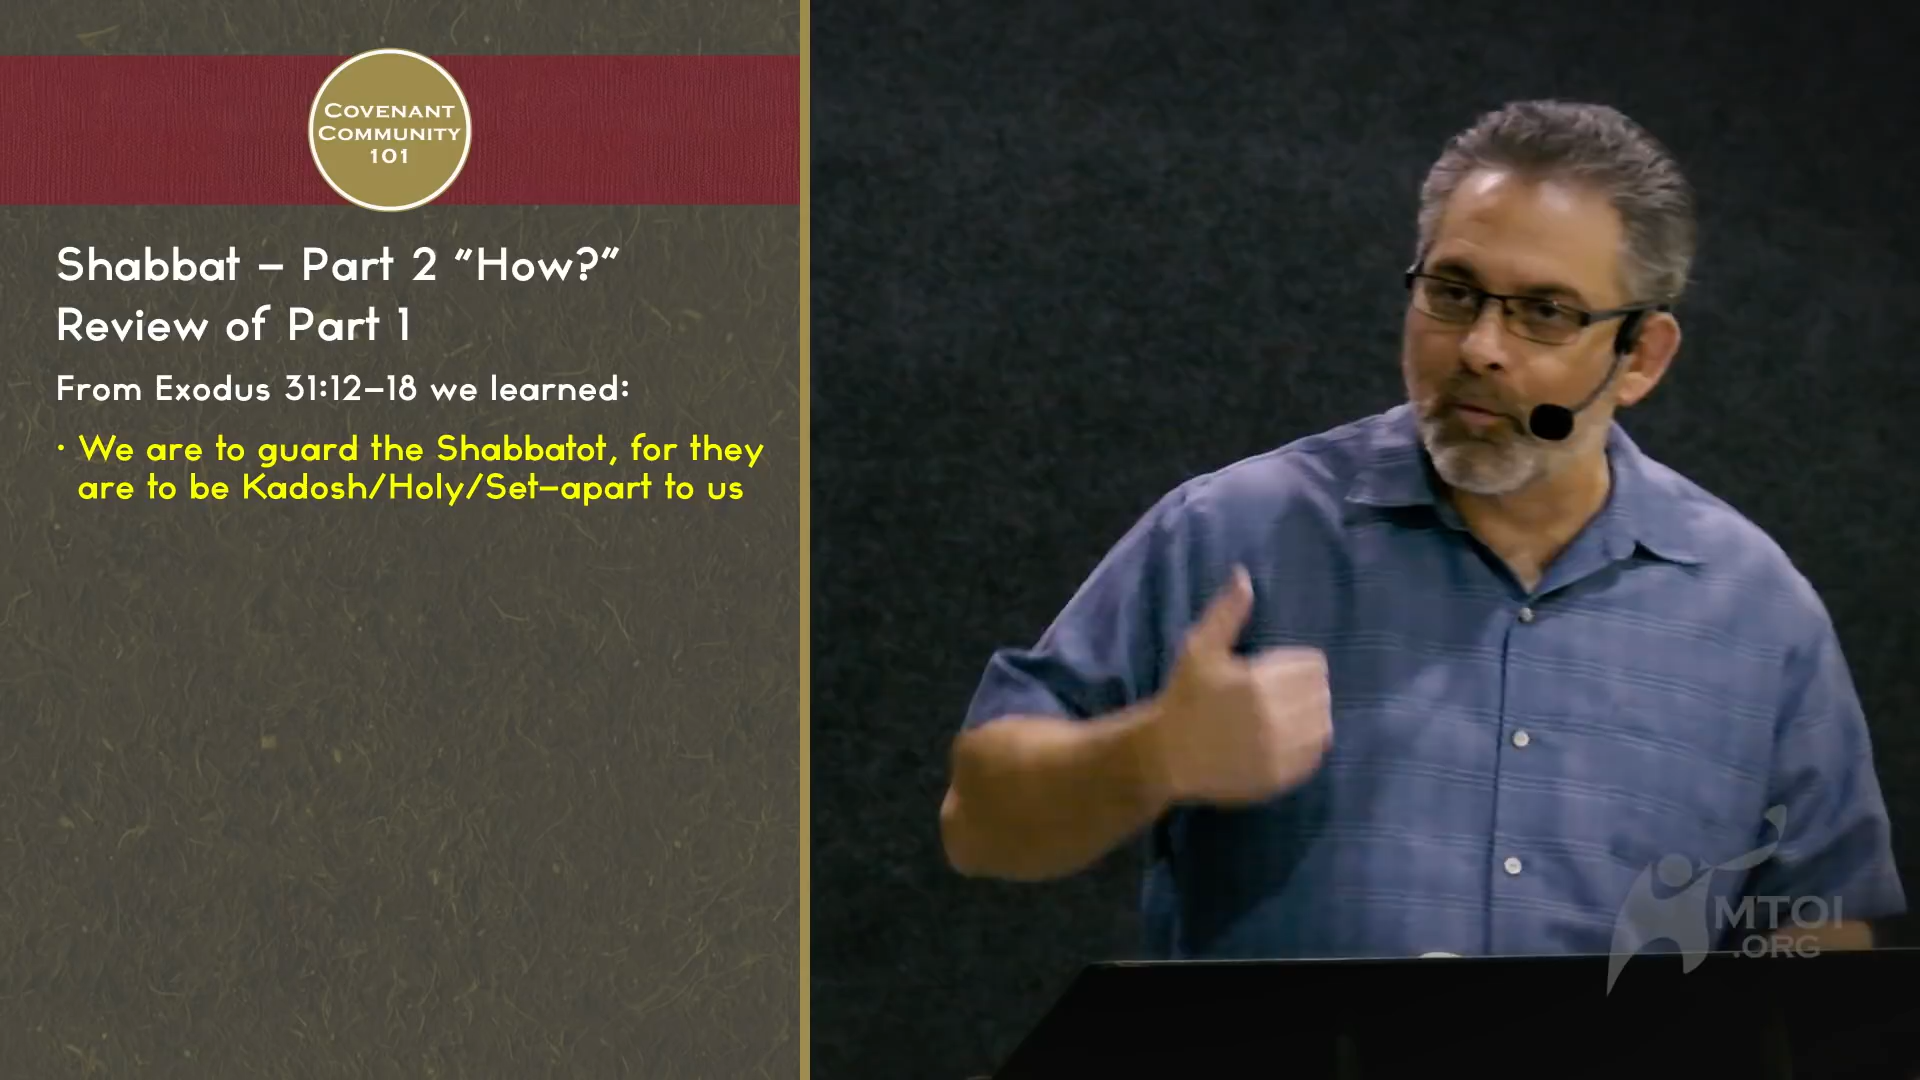 COVENANT
COMMUNITY
101
Shabbat – Part 2 “How?”
Review of Part 1
From Exodus 31:12–18 we learned:
• We are to guard the Shabbatot, for they
are to be Kadosh/Holy/Set–apart to us
MTOI
.ORG